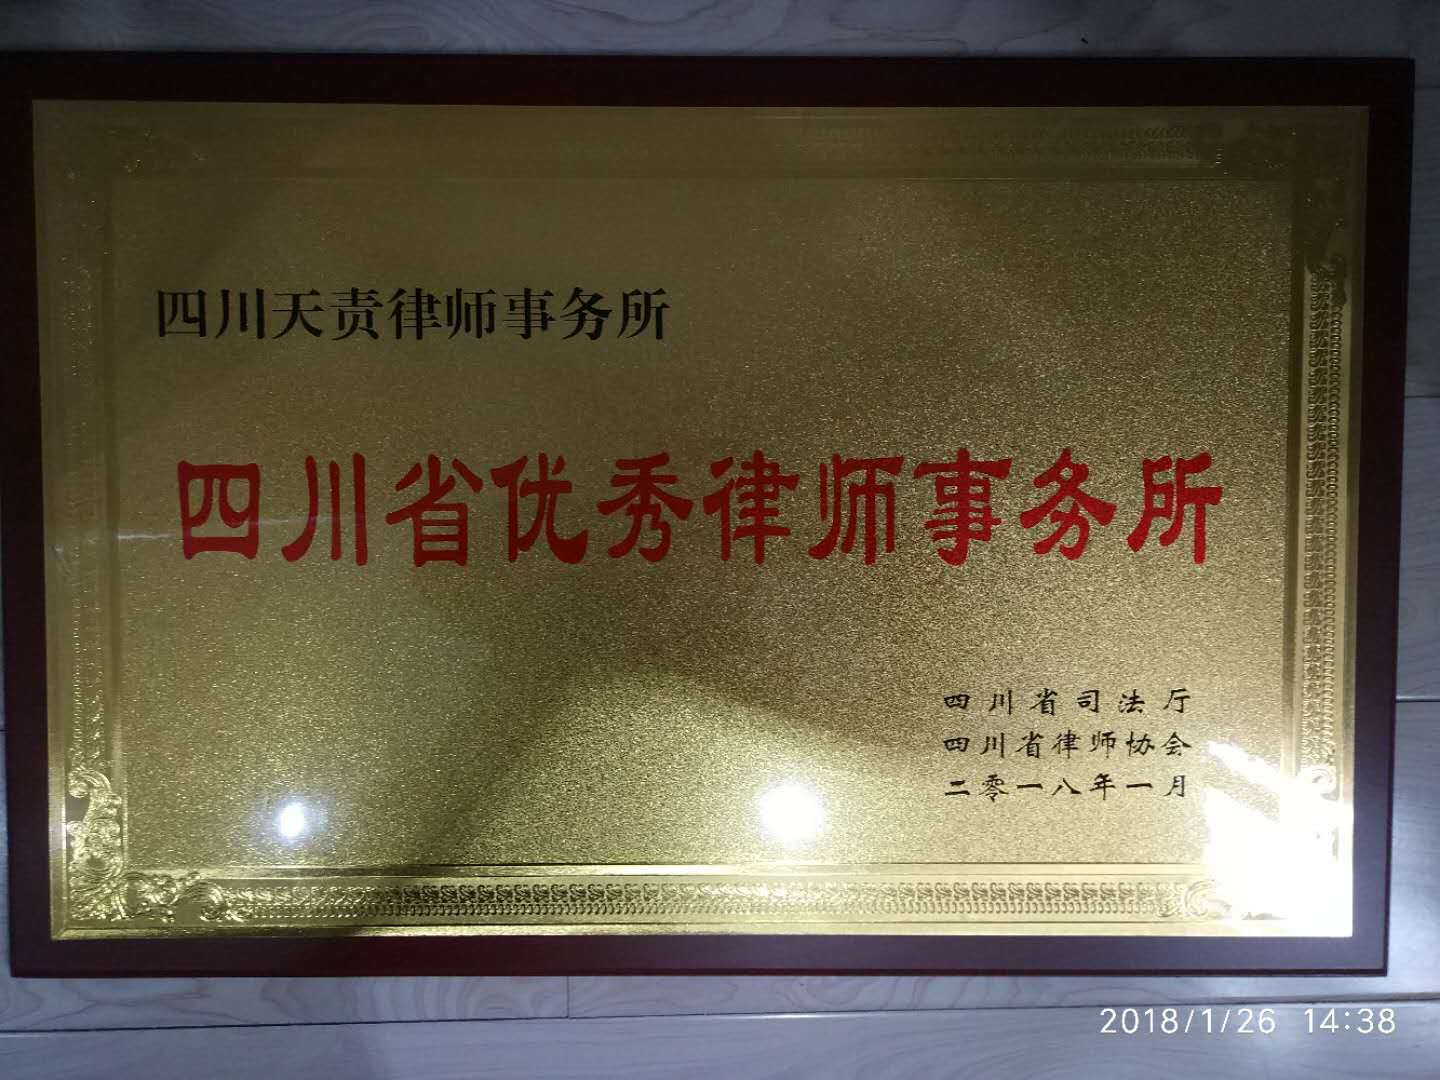 四川天责律师事务所
四川省优秀律师事务所
四川省司法厅
四川省律师协会
二零一八年一月
2018/1/26 14:38